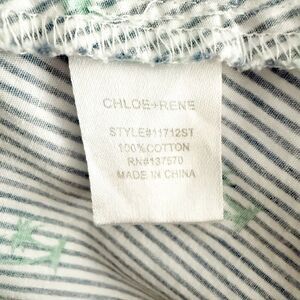 CHLOE+RENE
STYLE#11712ST
100%COTTON
RN#137570
MADE IN CHINA